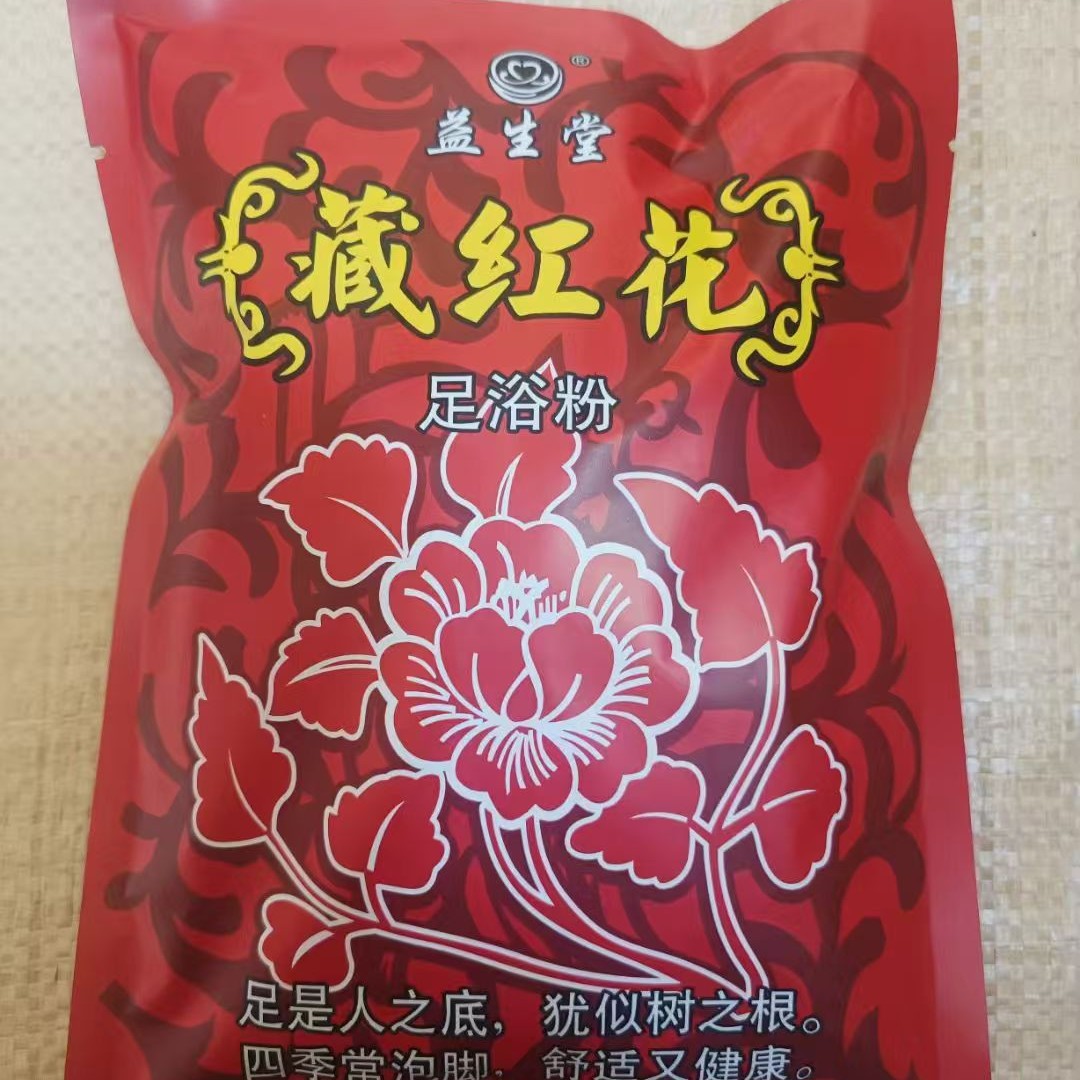 ®
益生堂
藏红花
足浴粉
足是人之底，犹似树之根。
四季常泡脚，舒适又健康。